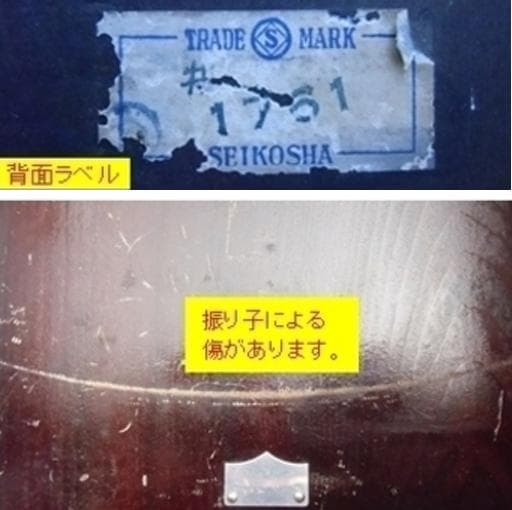 TRADE S MARK
# 1761
SEIKOSHA
背面ラベル
振り子による
傷があります。